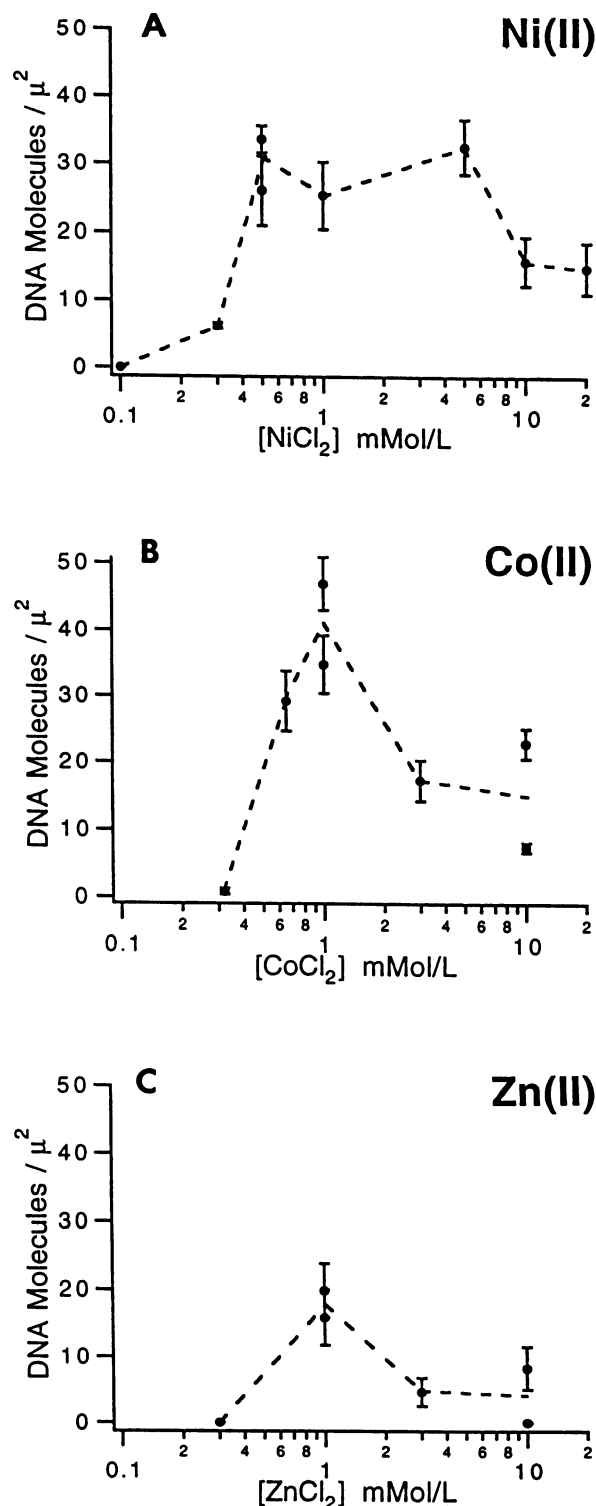 A
Ni(II)
DNA Molecules / μ²
50
40
30
20
10
0
2 4 6 8 2 4 6 8 2
0.1 1 10
[NiCl₂] mMol/L
B
Co(II)
DNA Molecules / μ²
50
40
30
20
10
0
2 4 6 8 2 4 6 8 2
0.1 1 10
[CoCl₂] mMol/L
C
Zn(II)
DNA Molecules / μ²
50
40
30
20
10
0
2 4 6 8 2 4 6 8 2
0.1 1 10
[ZnCl₂] mMol/L